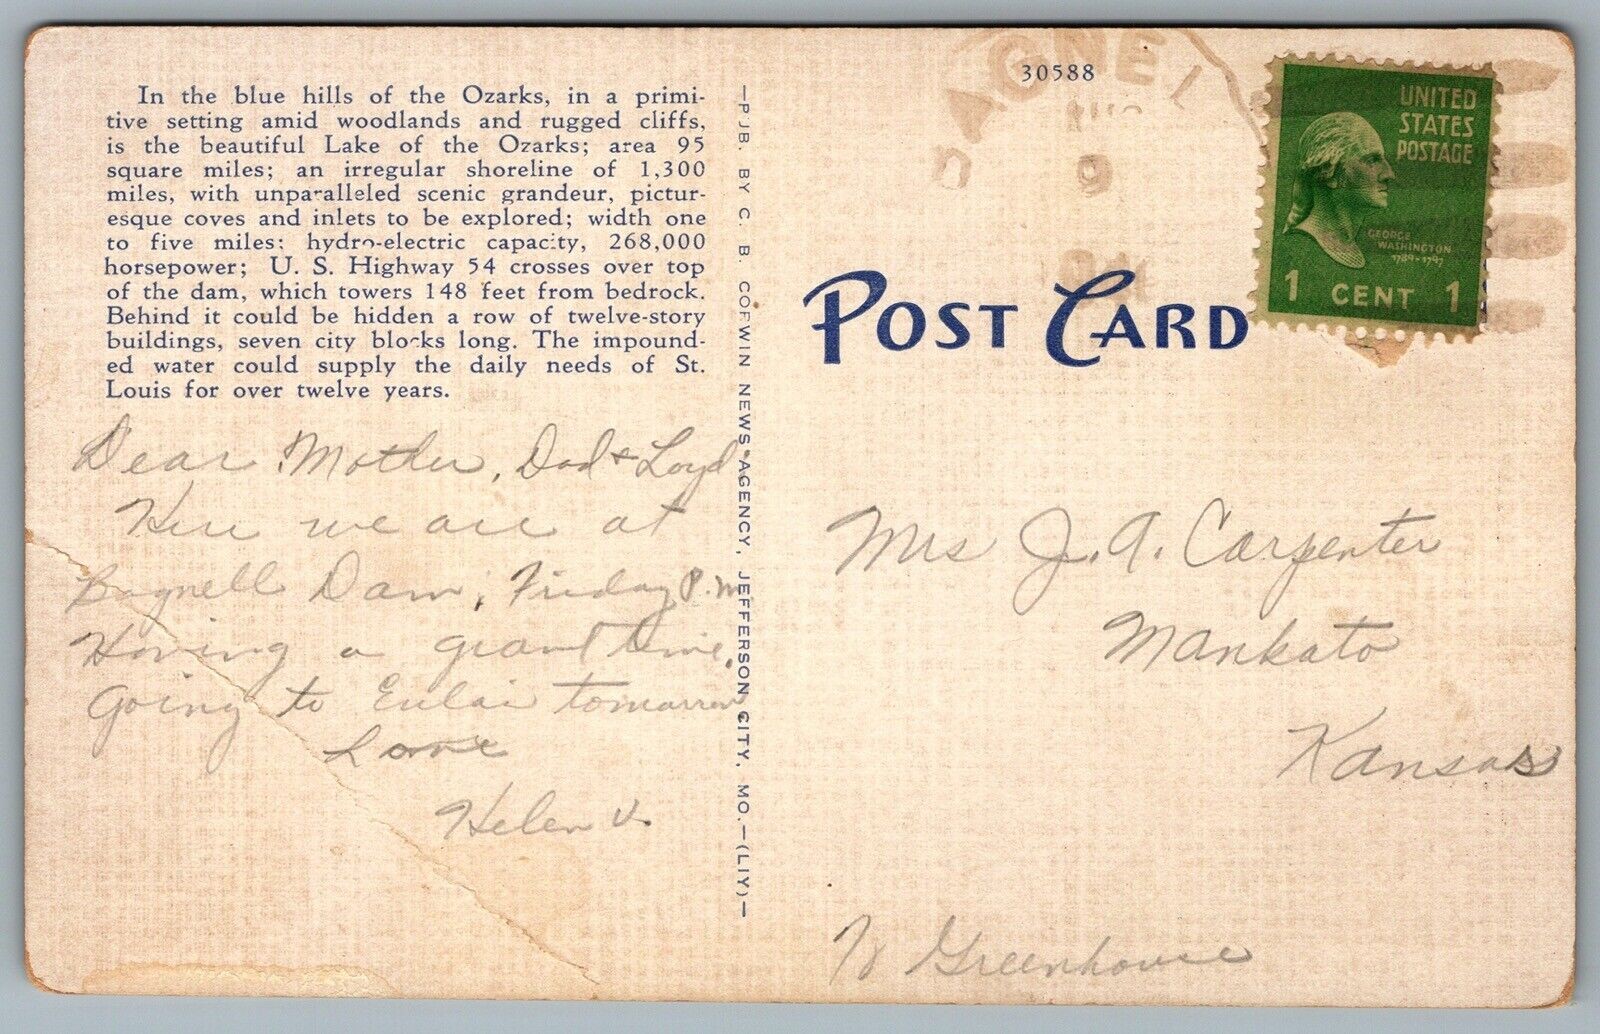 In the blue hills of the Ozarks, in a primi-
tive setting amid woodlands and rugged cliffs,
is the beautiful Lake of the Ozarks; area 95
square miles; an irregular shoreline of 1,300
miles, with unparalleled scenic grandeur, pictur-
esque coves and inlets to be explored; width one
to five miles; hydro-electric capacity, 268,000
horsepower; U. S. Highway 54 crosses over top
of the dam, which towers 148 feet from bedrock.
Behind it could be hidden a row of twelve-story
buildings, seven city blocks long. The impound-
ed water could supply the daily needs of St.
Louis for over twelve years.
Dear Mother, Dad + Loyd,
Here we are at
Bagnell Dam, Friday P.M.
Having a grand time.
Going to tomorrow,
Love
Helen V.
—PUB. BY C. B. CORWIN NEWS AGENCY, JEFFERSON CITY, MO.—(LIY)—
30588
BAGNEL
9
UNITED
STATES
POSTAGE
GEORGE
WASHINGTON
1789-1797
1 CENT 1
POST CARD
Mrs J. A. Carpenter
Mankato
Kansas
% Greenhouse